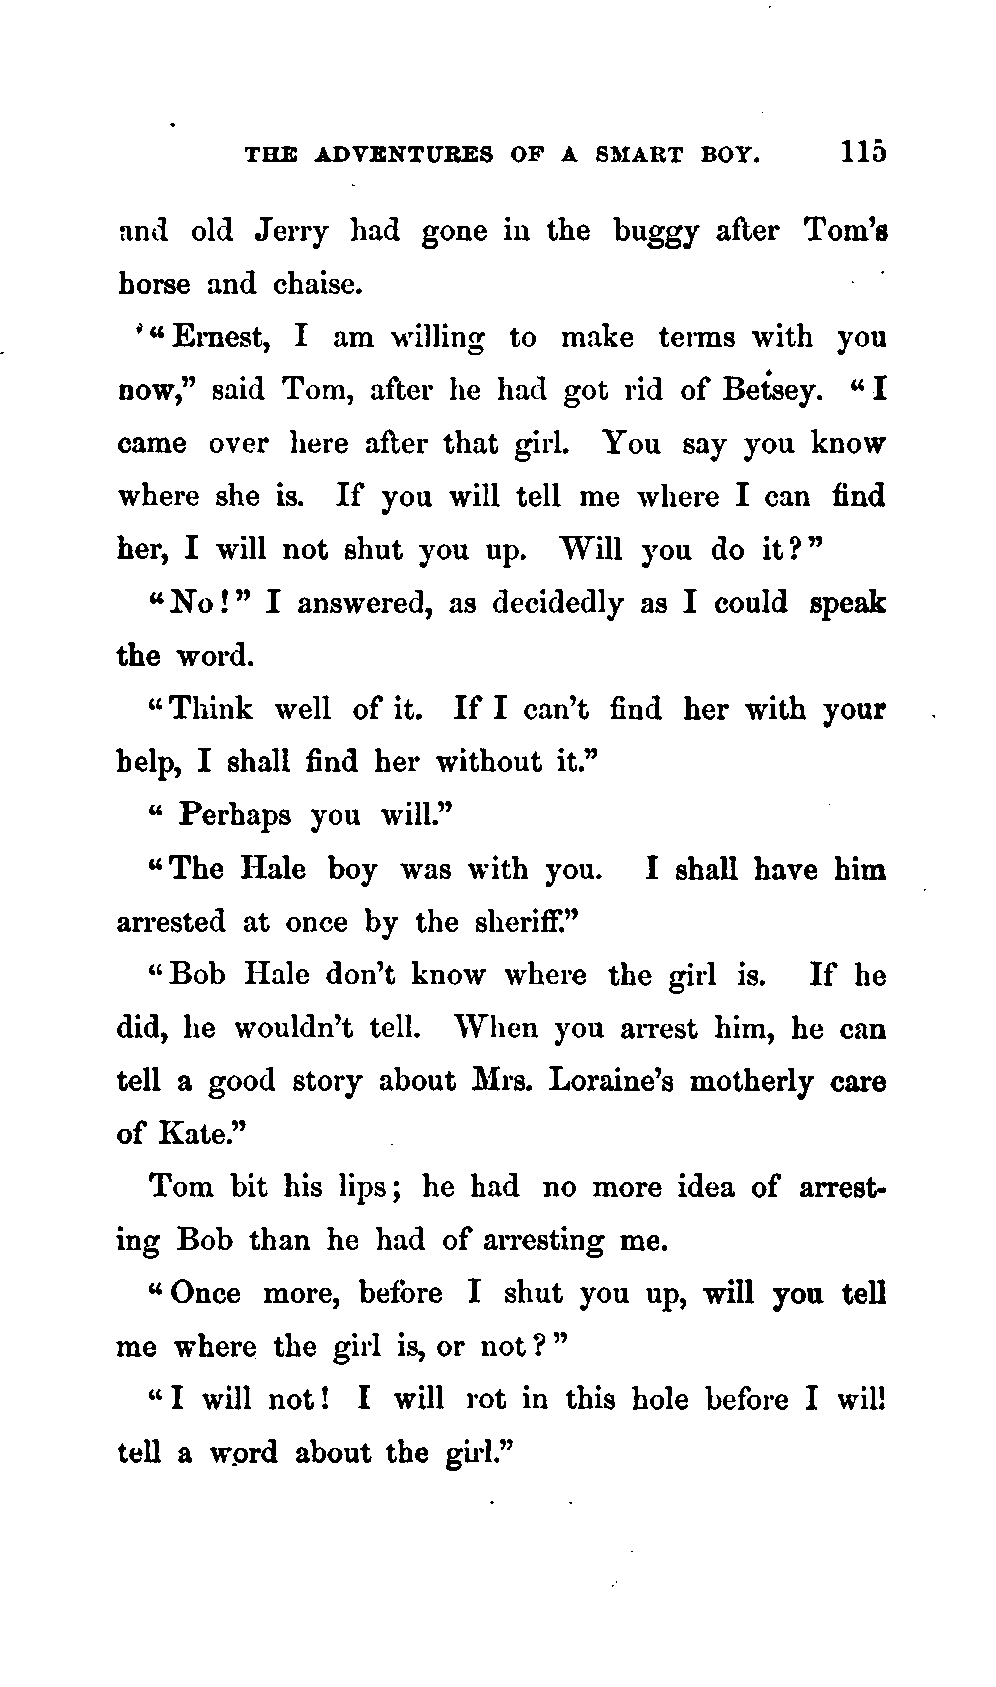 THE ADVENTURES OF A SMART BOY. 115
and old Jerry had gone in the buggy after Tom's
horse and chaise.
"Ernest, I am willing to make terms with you
now," said Tom, after he had got rid of Betsey. "I
came over here after that girl. You say you know
where she is. If you will tell me where I can find
her, I will not shut you up. Will you do it?"
"No!" I answered, as decidedly as I could speak
the word.
"Think well of it. If I can't find her with your
help, I shall find her without it."
"Perhaps you will."
"The Hale boy was with you. I shall have him
arrested at once by the sheriff."
"Bob Hale don't know where the girl is. If he
did, he wouldn't tell. When you arrest him, he can
tell a good story about Mrs. Loraine's motherly care
of Kate."
Tom bit his lips; he had no more idea of arrest-
ing Bob than he had of arresting me.
"Once more, before I shut you up, will you tell
me where the girl is, or not?"
"I will not! I will rot in this hole before I will
tell a word about the girl."